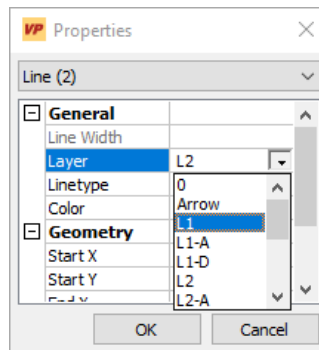 VP Properties
Line (2)
General
Line Width
Layer L2
Linetype
Color
Geometry
Start X
Start Y
End X
0
Arrow
L1
L1-A
L1-D
L2
L2-A
OK Cancel